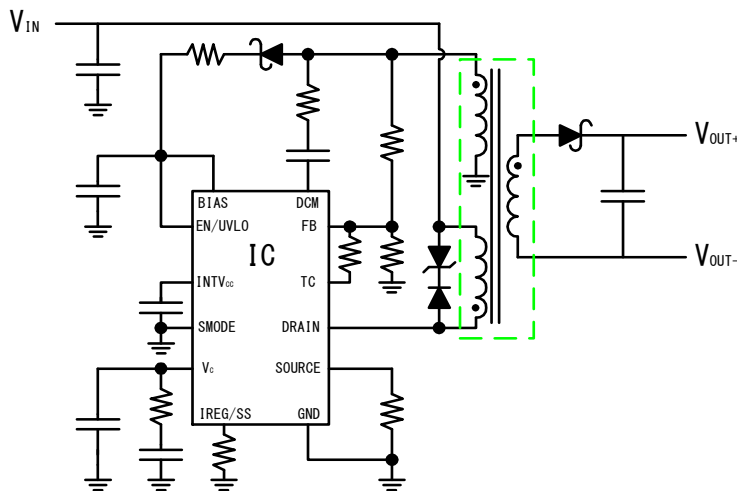 VIN
VOUT+
BIAS
DCM
EN/UVLO
IC
FB
VOUT-
INTVcc
TC
SMODE
DRAIN
Vc
SOURCE
IREG/SS
GND